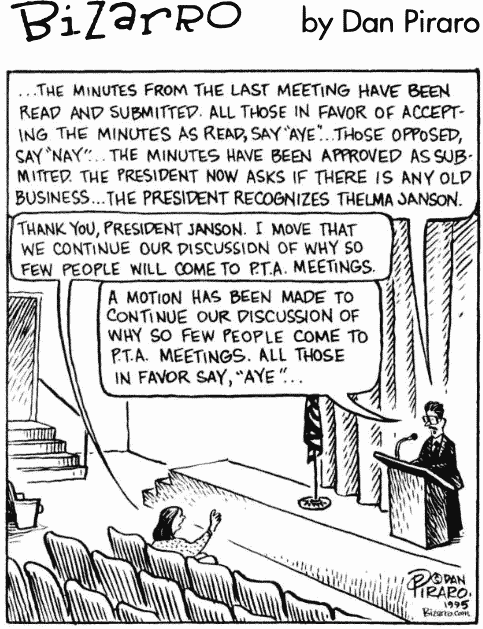 BiZaRRO
by Dan Piraro
...THE MINUTES FROM THE LAST MEETING HAVE BEEN
READ AND SUBMITTED. ALL THOSE IN FAVOR OF ACCEPT-
ING THE MINUTES AS READ, SAY "AYE"...THOSE OPPOSED,
SAY "NAY"... THE MINUTES HAVE BEEN APPROVED AS SUB-
MITTED. THE PRESIDENT NOW ASKS IF THERE IS ANY OLD
BUSINESS...THE PRESIDENT RECOGNIZES THELMA JANSON.
THANK YOU, PRESIDENT JANSON. I MOVE THAT
WE CONTINUE OUR DISCUSSION OF WHY SO
FEW PEOPLE WILL COME TO P.T.A. MEETINGS.
A MOTION HAS BEEN MADE TO
CONTINUE OUR DISCUSSION OF
WHY SO FEW PEOPLE COME TO
P.T.A. MEETINGS. ALL THOSE
IN FAVOR SAY, "AYE"...
©DAN
PIRARO.
1995
Bizarro.com